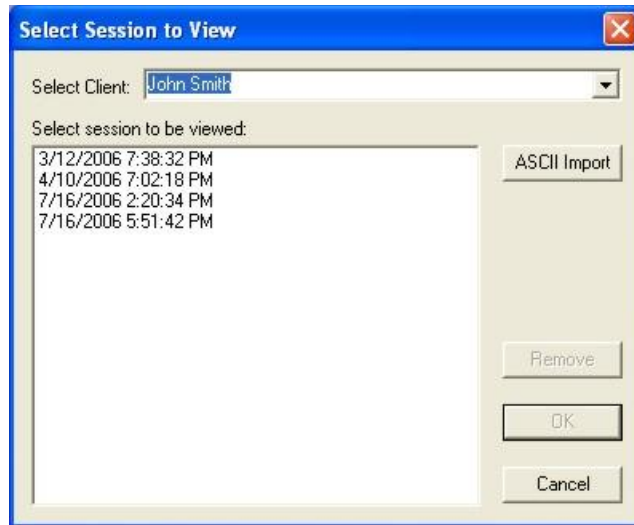 Select Session to View
Select Client: John Smith
Select session to be viewed:
3/12/2006 7:38:32 PM
4/10/2006 7:02:18 PM
7/16/2006 2:20:34 PM
7/16/2006 5:51:42 PM
ASCII Import
Remove
OK
Cancel